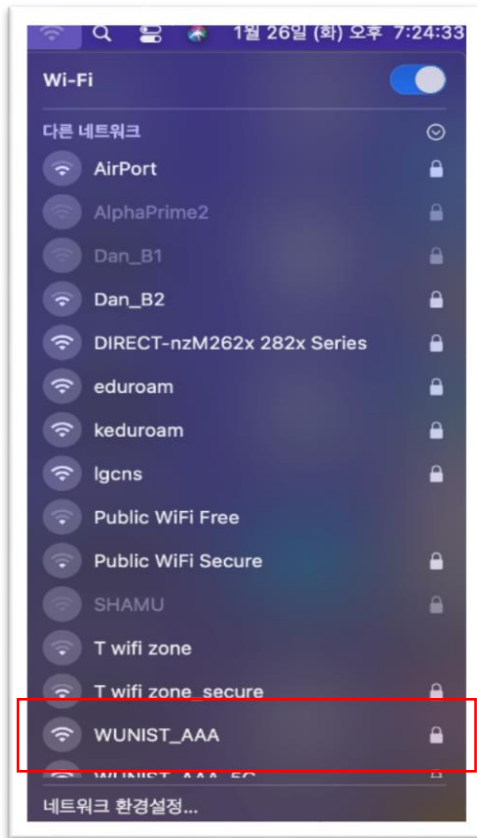 1월 26일 (화) 오후 7:24:33
Wi-Fi
다른 네트워크
AirPort
AlphaPrime2
Dan_B1
Dan_B2
DIRECT-nzM262x 282x Series
eduroam
keduroam
lgcns
Public WiFi Free
Public WiFi Secure
SHAMU
T wifi zone
T wifi zone_secure
WUNIST_AAA
WUNIST_AAA_5G
네트워크 환경설정...